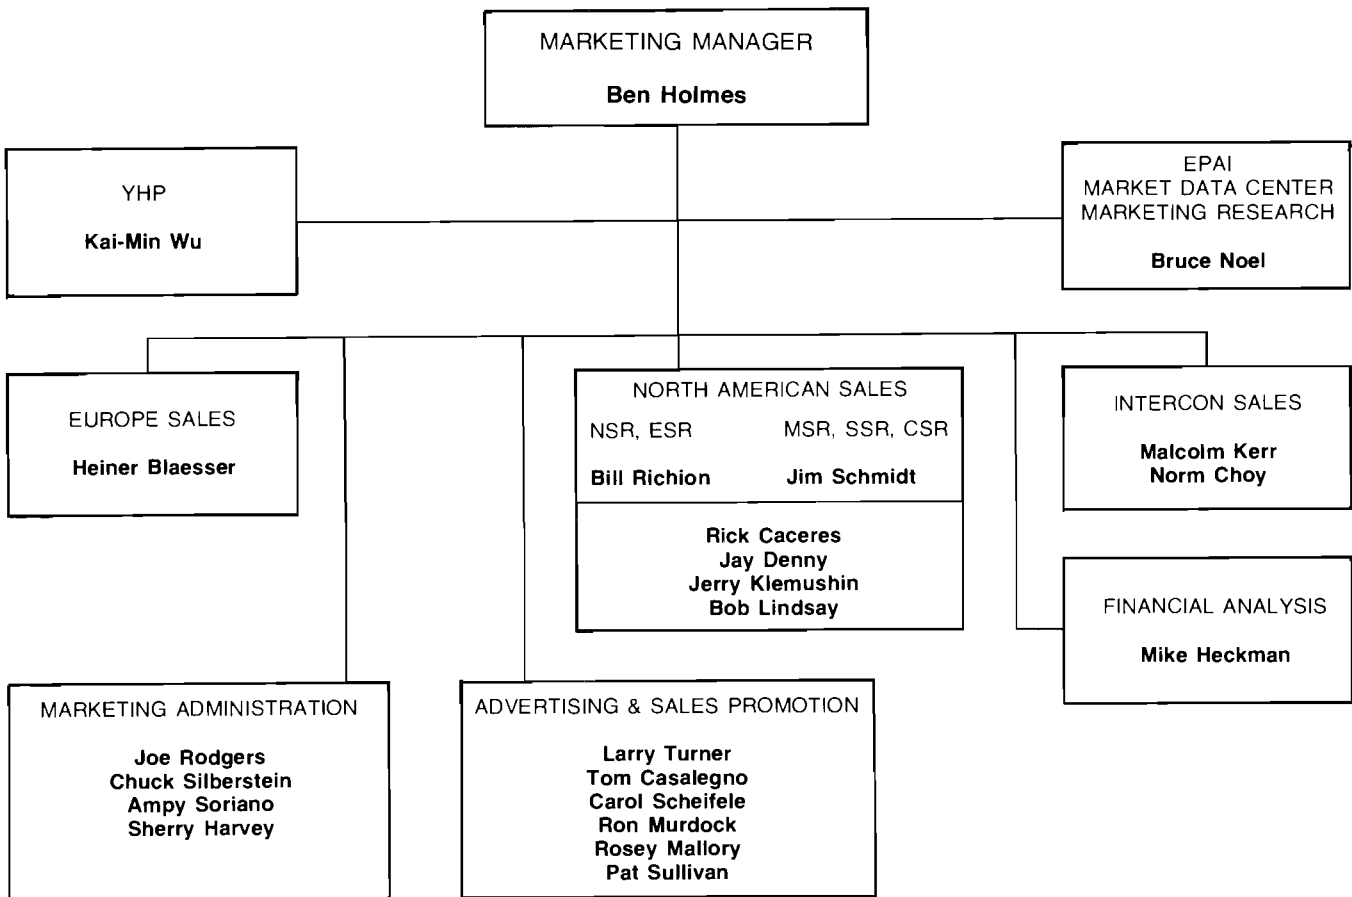 MARKETING MANAGER
Ben Holmes
YHP
Kai-Min Wu
EPAI
MARKET DATA CENTER
MARKETING RESEARCH
Bruce Noel
EUROPE SALES
Heiner Blaesser
NORTH AMERICAN SALES
NSR, ESR MSR, SSR, CSR
Bill Richion Jim Schmidt
Rick Caceres
Jay Denny
Jerry Klemushin
Bob Lindsay
INTERCON SALES
Malcolm Kerr
Norm Choy
FINANCIAL ANALYSIS
Mike Heckman
MARKETING ADMINISTRATION
Joe Rodgers
Chuck Silberstein
Ampy Soriano
Sherry Harvey
ADVERTISING & SALES PROMOTION
Larry Turner
Tom Casalegno
Carol Scheifele
Ron Murdock
Rosey Mallory
Pat Sullivan